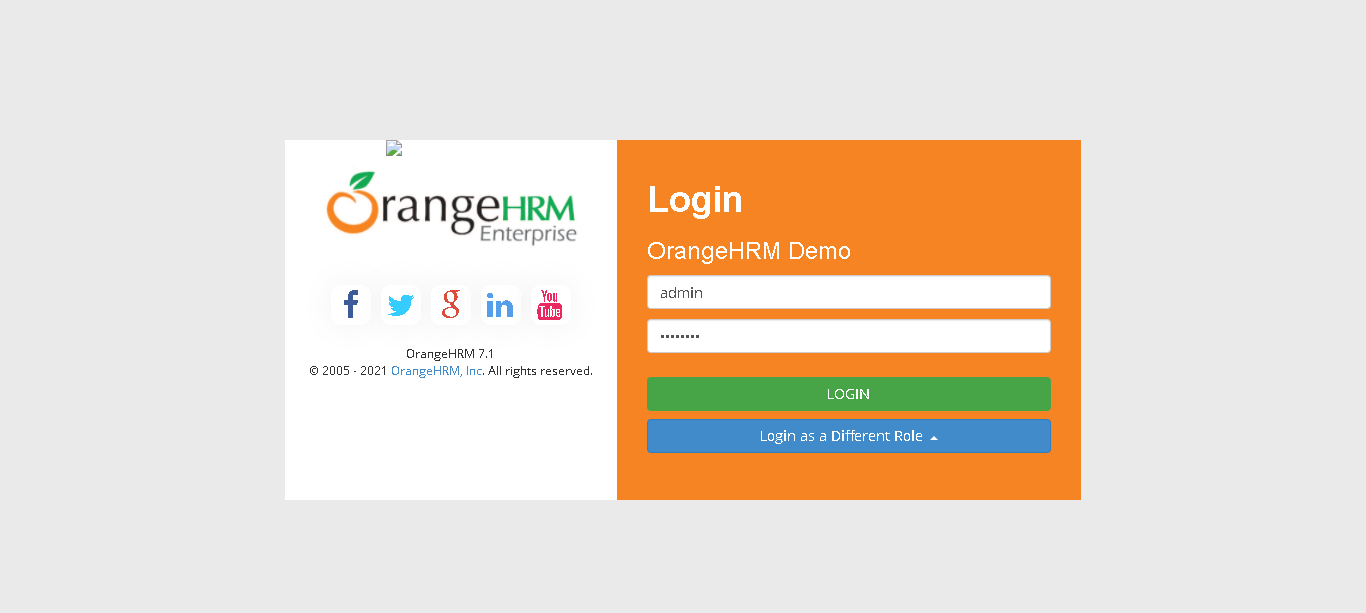 OrangeHRM
Enterprise
You
Tube
OrangeHRM 7.1
© 2005 - 2021 OrangeHRM, Inc. All rights reserved.
Login
OrangeHRM Demo
admin
••••••••
LOGIN
Login as a Different Role